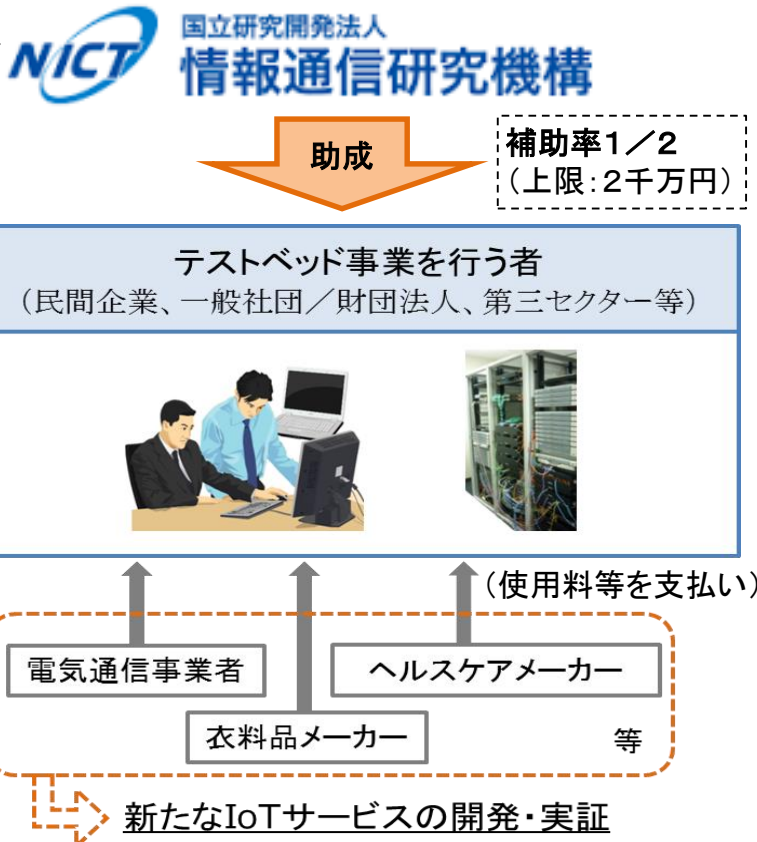 NICT
国立研究開発法人
情報通信研究機構
助成
補助率1／2
（上限：2千万円）
テストベッド事業を行う者
（民間企業、一般社団／財団法人、第三セクター等）
（使用料等を支払い）
電気通信事業者
ヘルスケアメーカー
衣料品メーカー
等
新たなIoTサービスの開発・実証